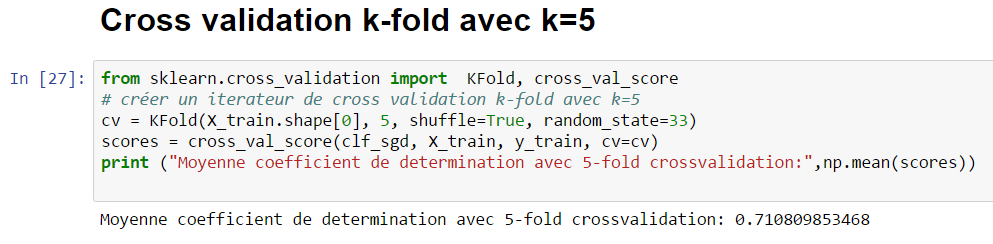 Cross validation k-fold avec k=5
In [27]: from sklearn.cross_validation import  KFold, cross_val_score
# créer un iterateur de cross validation k-fold avec k=5
cv = KFold(X_train.shape[0], 5, shuffle=True, random_state=33)
scores = cross_val_score(clf_sgd, X_train, y_train, cv=cv)
print ("Moyenne coefficient de determination avec 5-fold crossvalidation:",np.mean(scores))
Moyenne coefficient de determination avec 5-fold crossvalidation: 0.710809853468